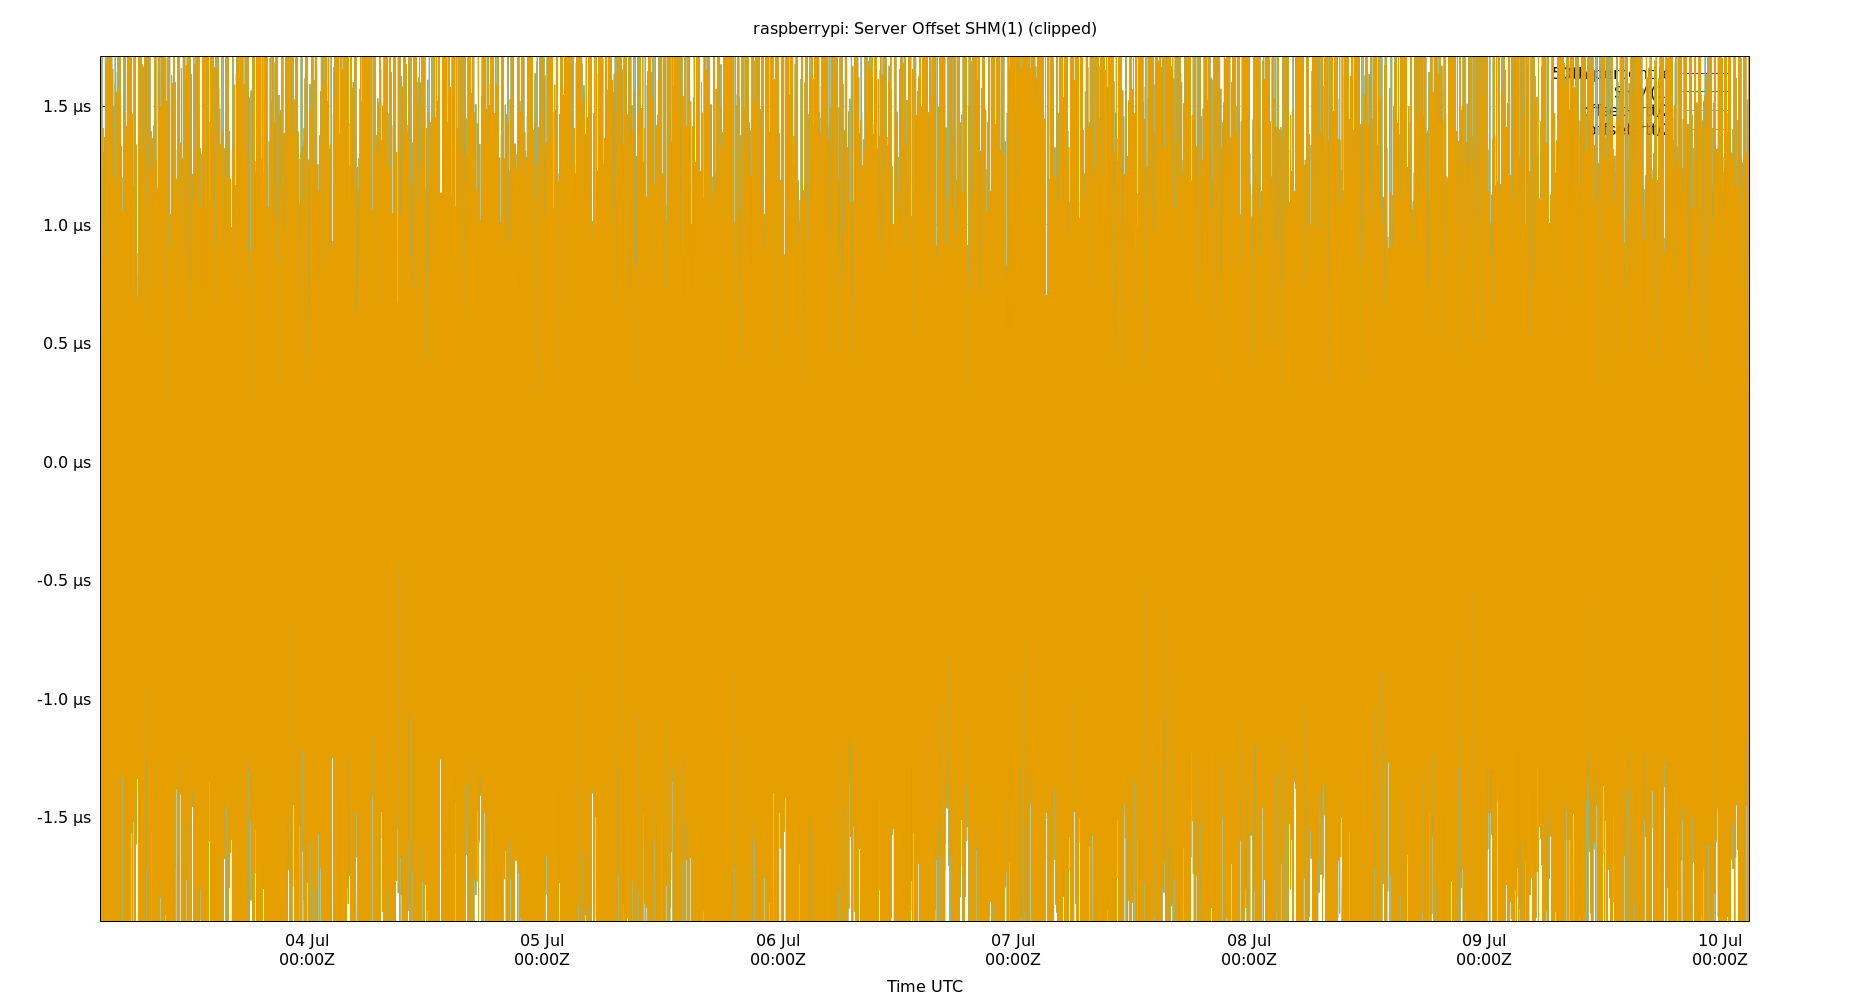 raspberrypi: Server Offset SHM(1) (clipped)
1.5 µs
1.0 µs
0.5 µs
0.0 µs
-0.5 µs
-1.0 µs
-1.5 µs
04 Jul 05 Jul 06 Jul 07 Jul 08 Jul 09 Jul 10 Jul
00:00Z 00:00Z 00:00Z 00:00Z 00:00Z 00:00Z 00:00Z
Time UTC